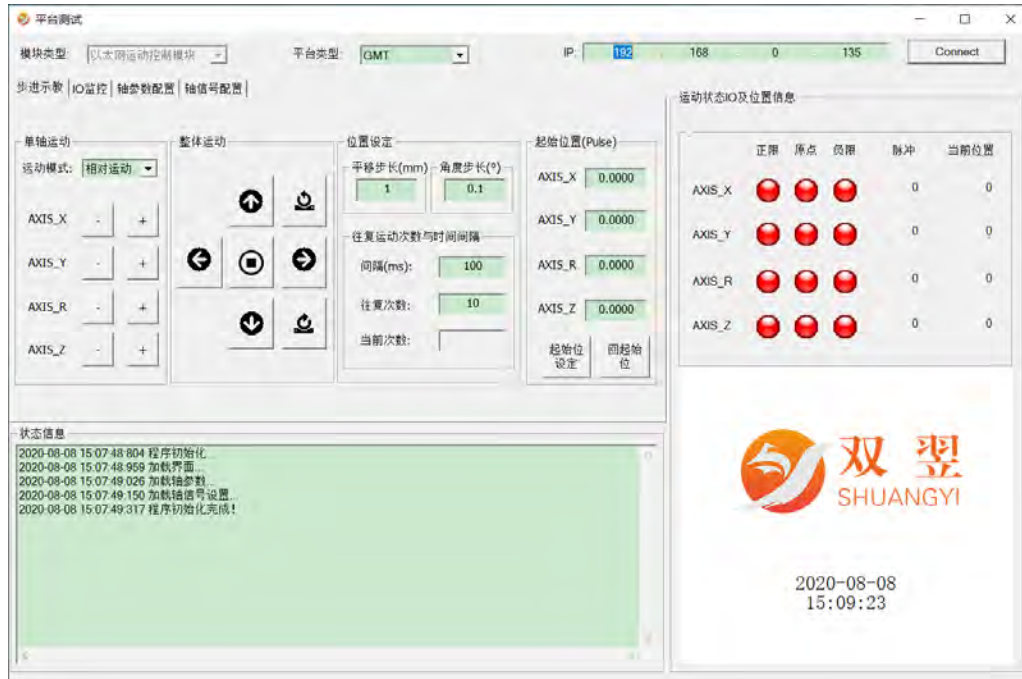 平台测试
模块类型: 以太网运动控制模块 平台类型: GMT IP: 192 168 0 135 Connect
步进示教 IO监控 轴参数配置 轴信号配置
单轴运动
运动模式: 相对运动
AXIS_X - +
AXIS_Y - +
AXIS_R - +
AXIS_Z - +
整体运动
位置设定
平移步长(mm) 角度步长(°)
1 0.1
往复运动次数与时间间隔
间隔(ms): 100
往复次数: 10
当前次数:
起始位置(Pulse)
AXIS_X 0.0000
AXIS_Y 0.0000
AXIS_R 0.0000
AXIS_Z 0.0000
起始位设定 回起始位
运动状态IO及位置信息
正限 原点 负限 脉冲 当前位置
AXIS_X 0 0
AXIS_Y 0 0
AXIS_R 0 0
AXIS_Z 0 0
状态信息
2020-08-08 15:07:48:804 程序初始化...
2020-08-08 15:07:48:959 加载界面...
2020-08-08 15:07:49:026 加载轴参数...
2020-08-08 15:07:49:150 加载轴信号设置...
2020-08-08 15:07:49:317 程序初始化完成!
双翌
SHUANGYI
2020-08-08
15:09:23